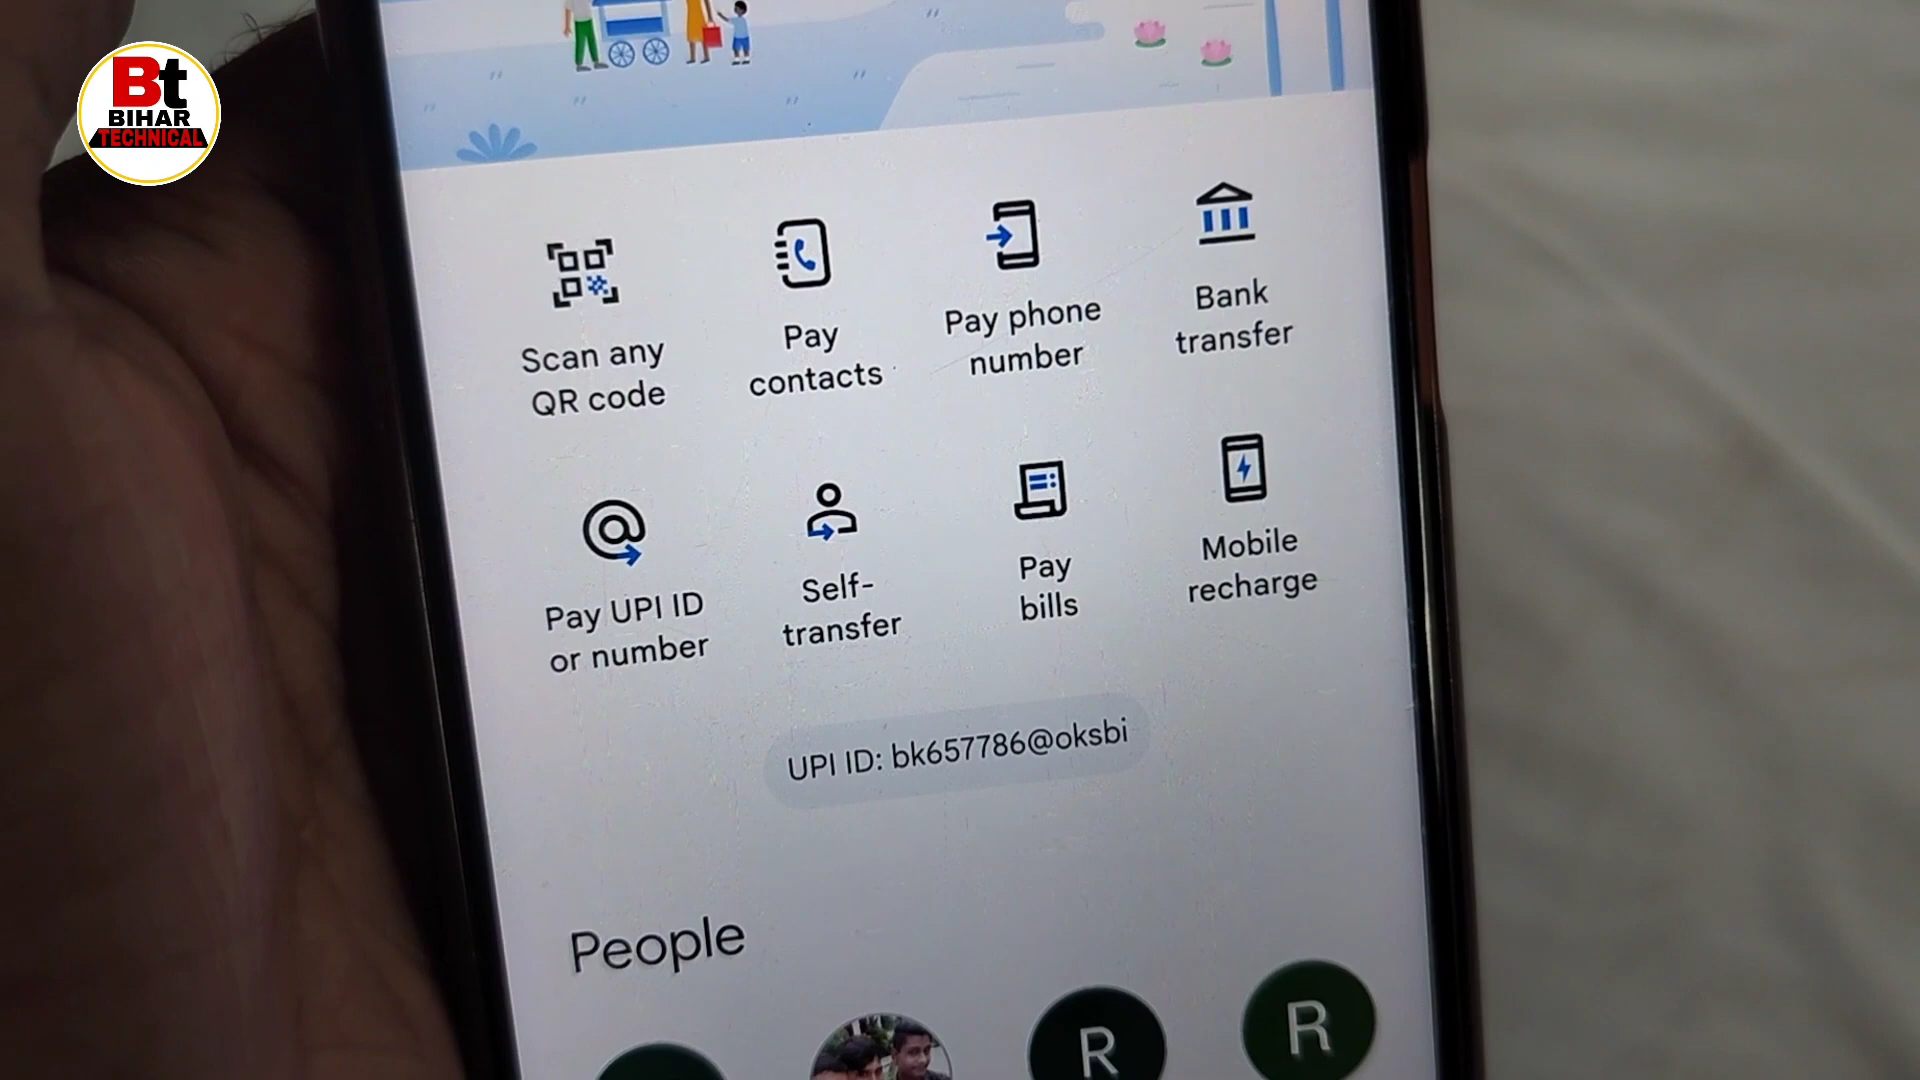 Bt
BIHAR
TECHNICAL
Scan any
QR code
Pay
contacts
Pay phone
number
Bank
transfer
Pay UPI ID
or number
Self-
transfer
Pay
bills
Mobile
recharge
UPI ID: bk657786@oksbi
People
R
R